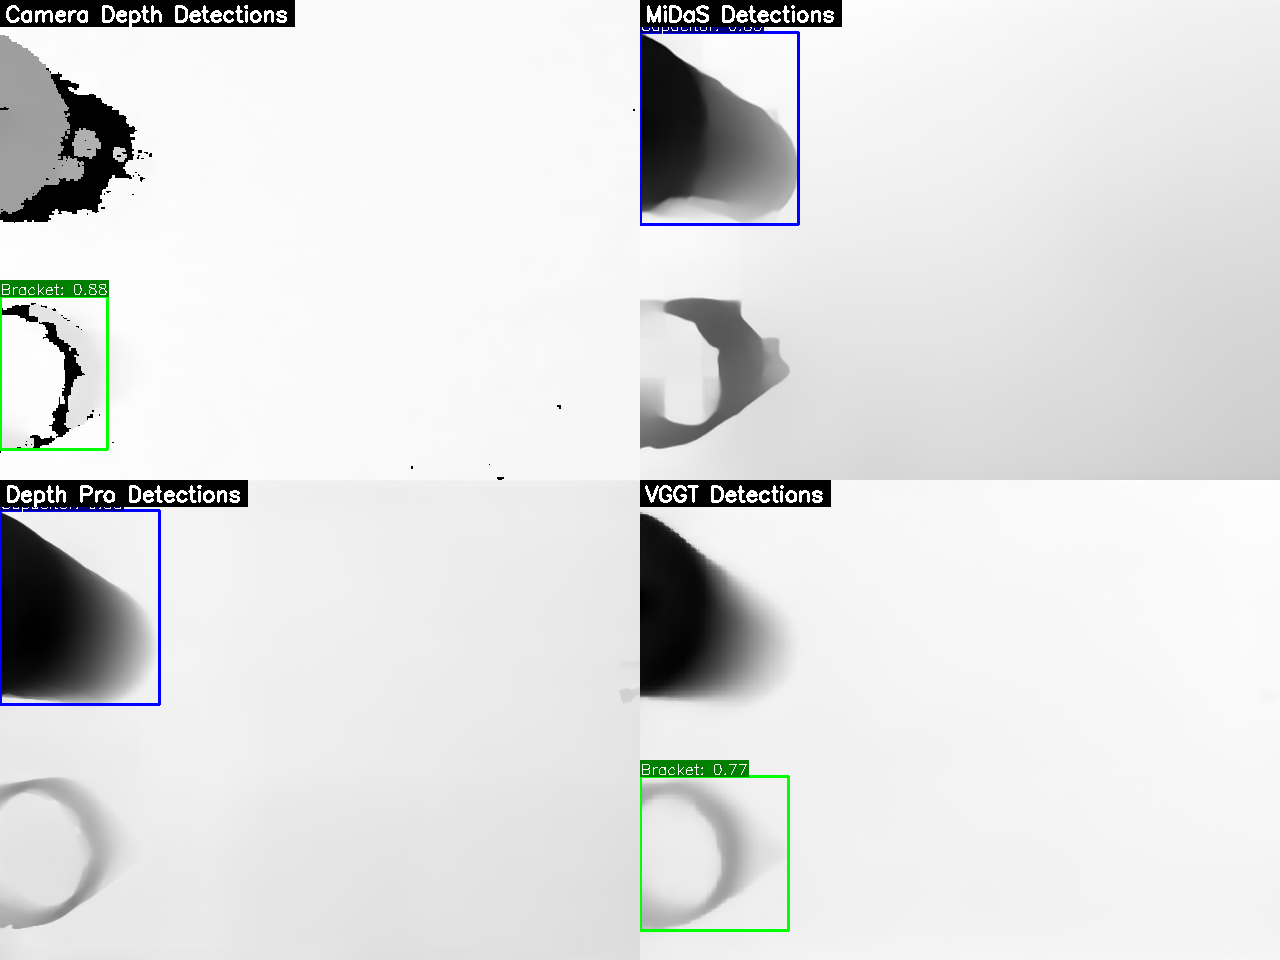 Camera Depth Detections
MiDaS Detections
Bracket: 0.88
Depth Pro Detections
VGGT Detections
Bracket: 0.77